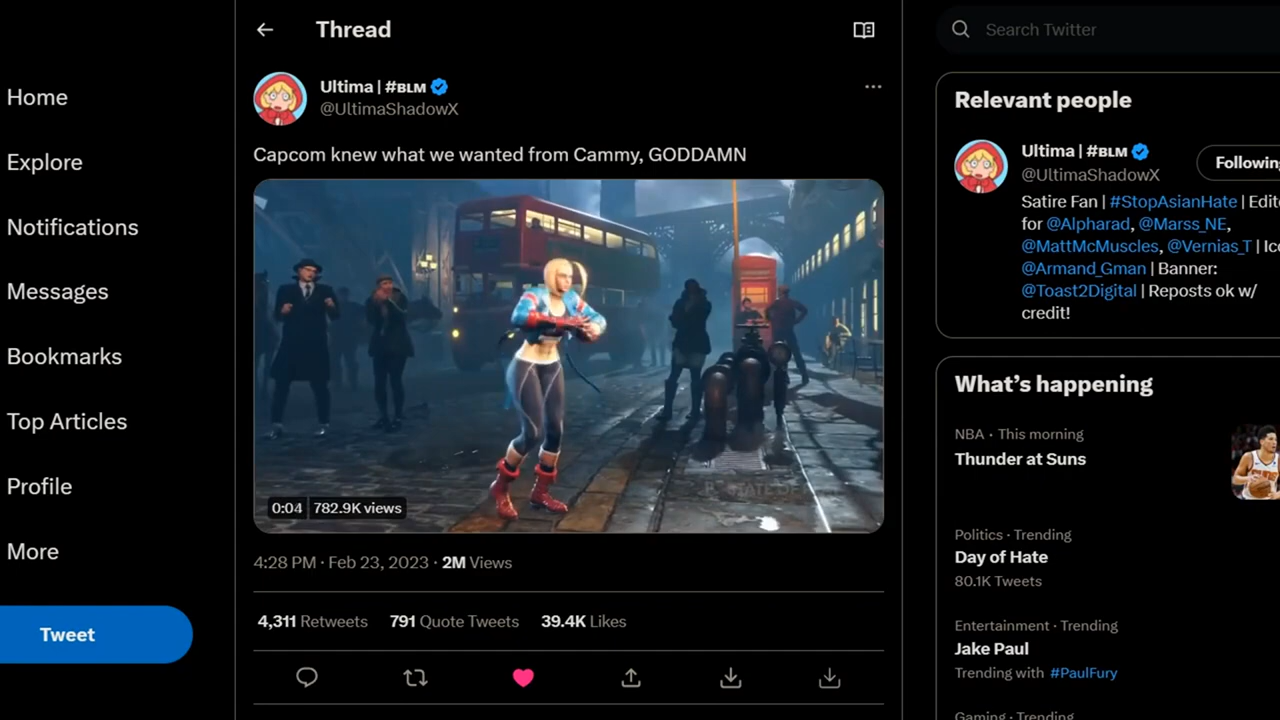 Home
Explore
Notifications
Messages
Bookmarks
Top Articles
Profile
More
Tweet
Thread
Ultima | #BLM
@UltimaShadowX
Capcom knew what we wanted from Cammy, GODDAMN
0:04 782.9K views
4:28 PM · Feb 23, 2023 · 2M Views
4,311 Retweets 791 Quote Tweets 39.4K Likes
Search Twitter
Relevant people
Ultima | #BLM
@UltimaShadowX
Following
Satire Fan | #StopAsianHate | Edito
for @Alpharad, @Marss_NE,
@MattMcMuscles, @Vernias_T | Ico
@Armand_Gman | Banner:
@Toast2Digital | Reposts ok w/
credit!
What's happening
NBA · This morning
Thunder at Suns
Politics · Trending
Day of Hate
80.1K Tweets
Entertainment · Trending
Jake Paul
Trending with #PaulFury
Gaming · Trending